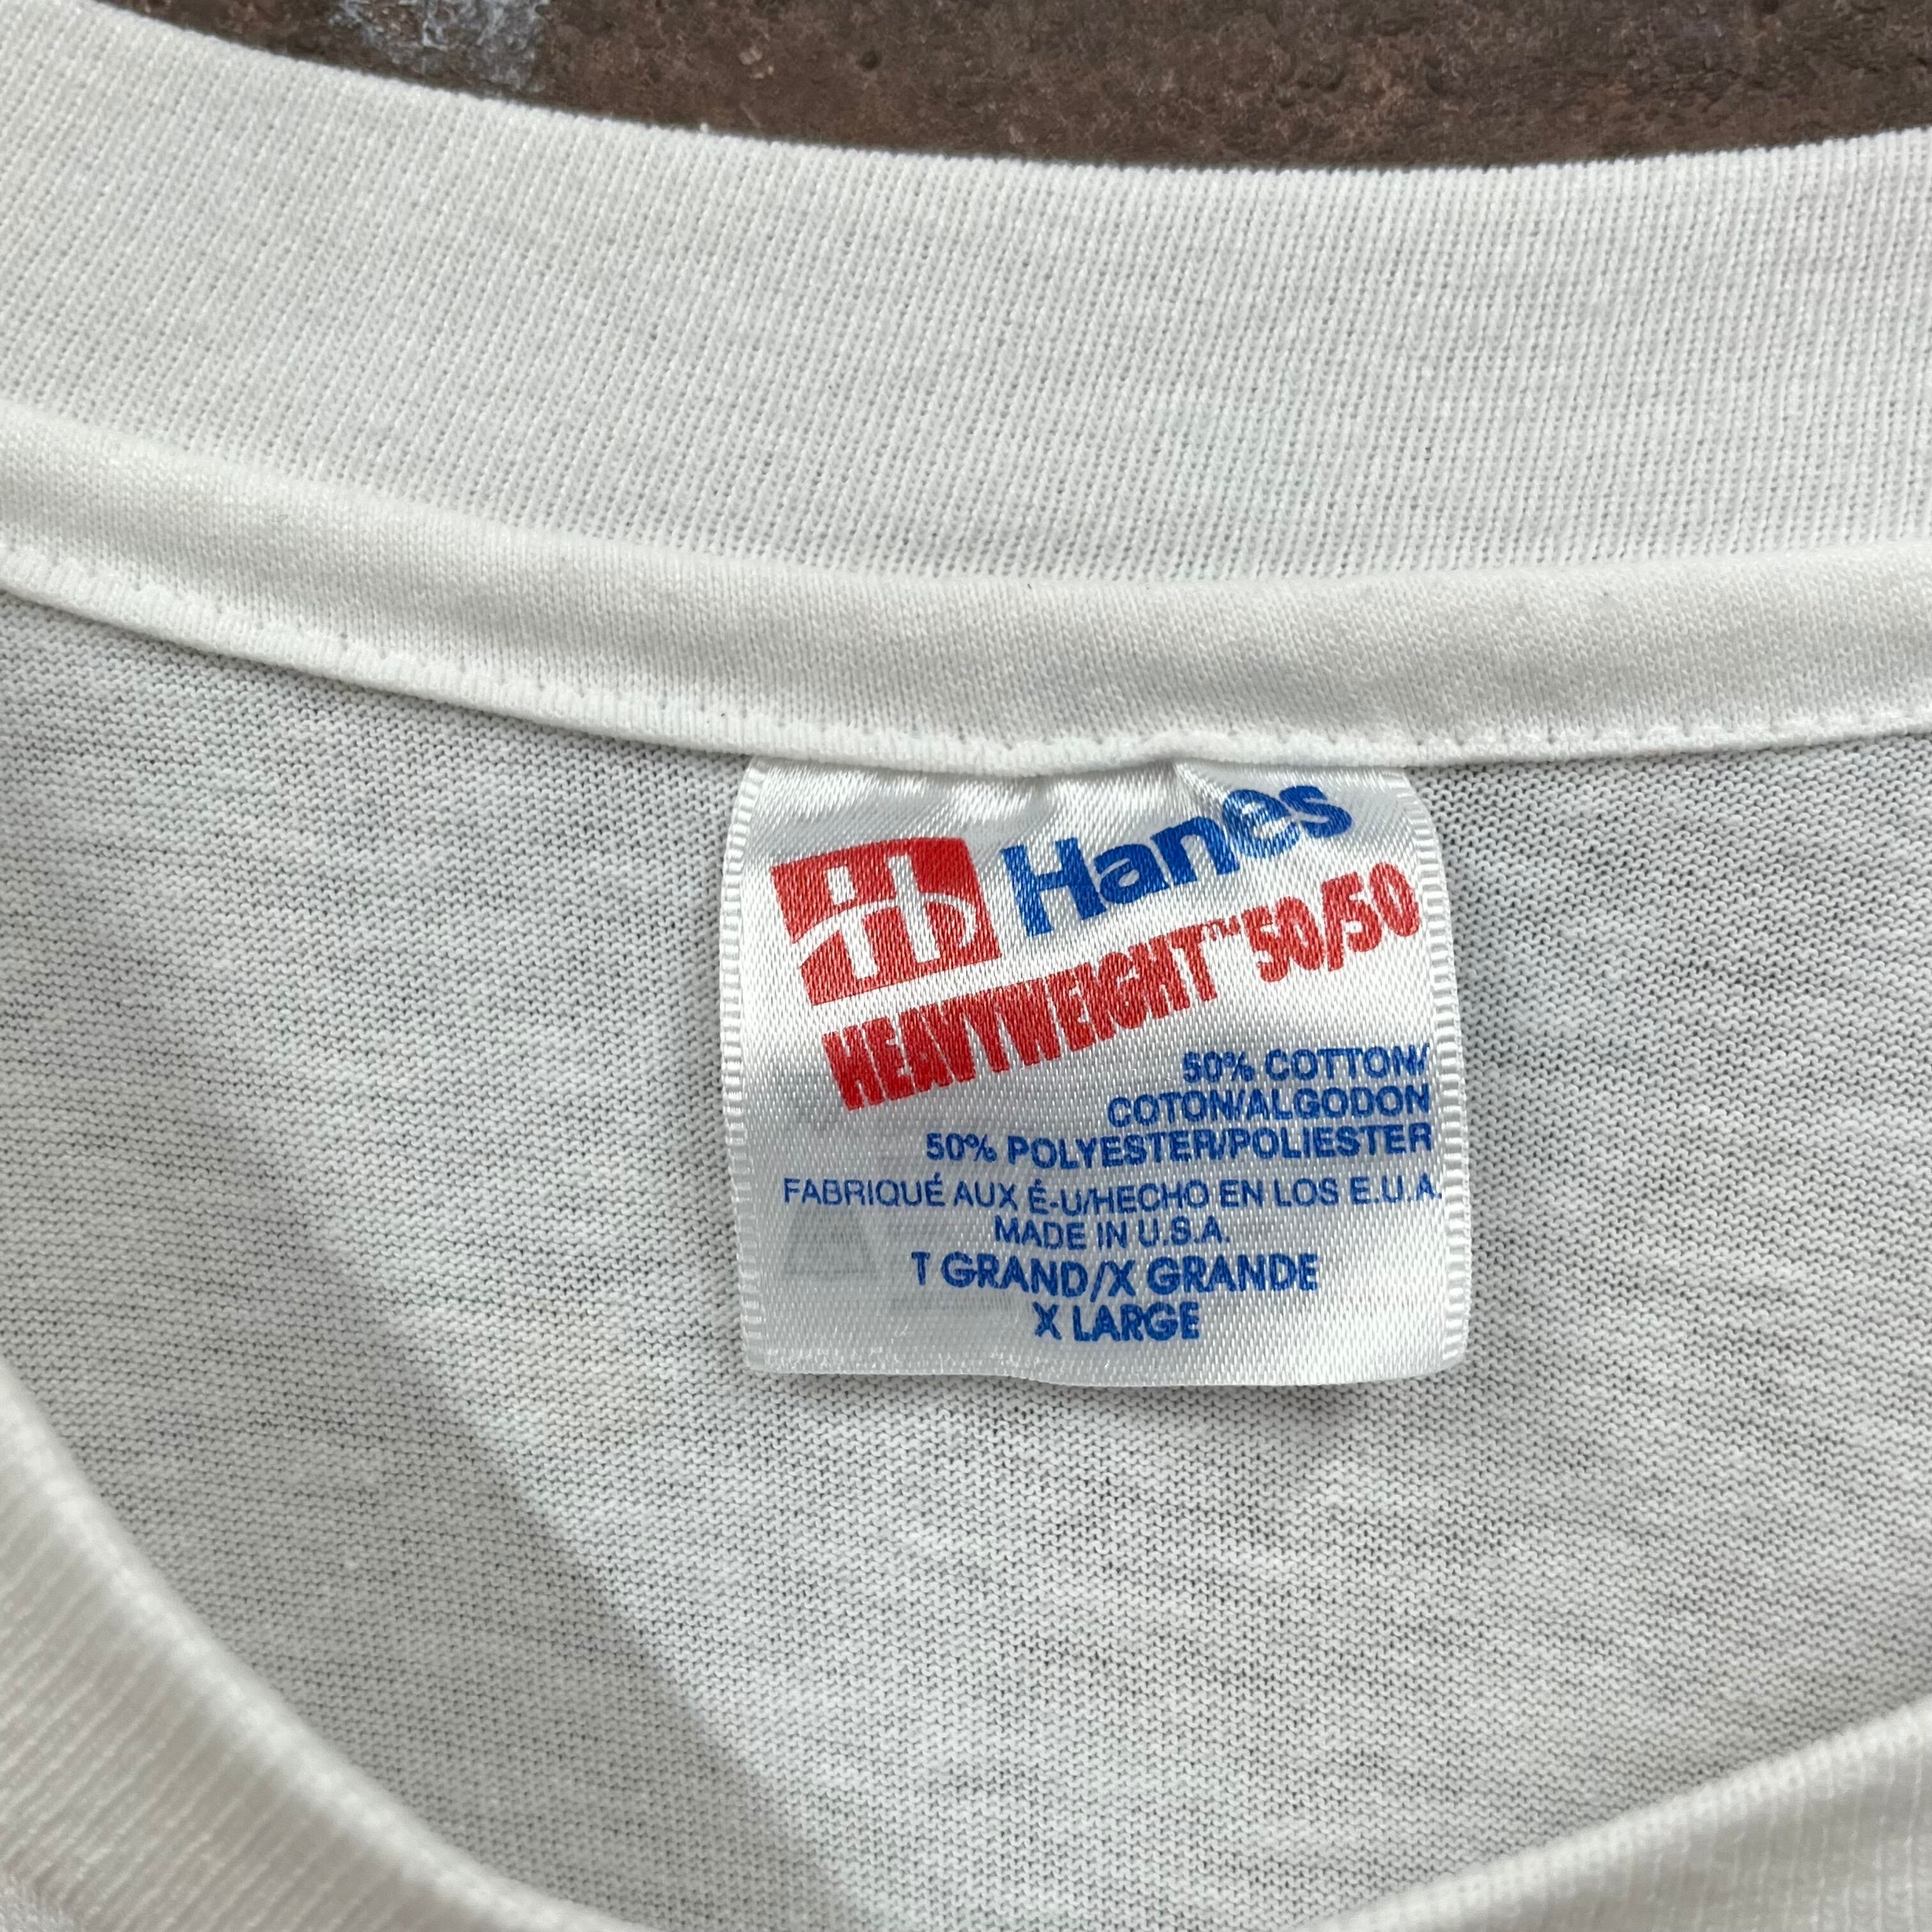 Hanes
HEAVYWEIGHT™ 50/50
50% COTTON/
COTON/ALGODON
50% POLYESTER/POLIESTER
FABRIQUÉ AUX É-U/HECHO EN LOS E.U.A.
MADE IN U.S.A.
T GRAND/X GRANDE
X LARGE